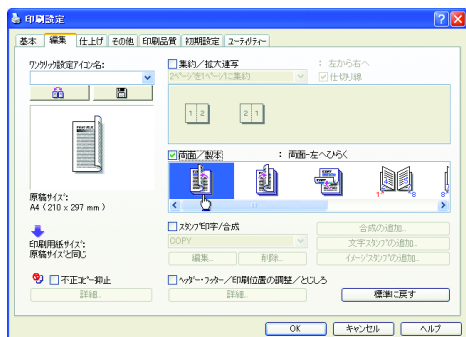 印刷設定
基本 編集 仕上げ その他 印刷品質 初期設定 ユーティリティー
ワンクリック設定アイコン名:
原稿サイズ:
A4 ( 210 x 297 mm )
印刷用紙サイズ:
原稿サイズと同じ
不正コピー抑止
詳細...
集約/拡大連写 : 左から右へ
2ページを1ページに集約 仕切り線
1 2 2 1
両面/製本 : 両面-左へひらく
1 8
スタンプ印字/合成 合成の追加...
COPY 文字スタンプの追加...
編集... 削除... イメージスタンプの追加...
ヘッダー・フッター/印刷位置の調整/とじしろ
詳細... 標準に戻す
OK キャンセル ヘルプ